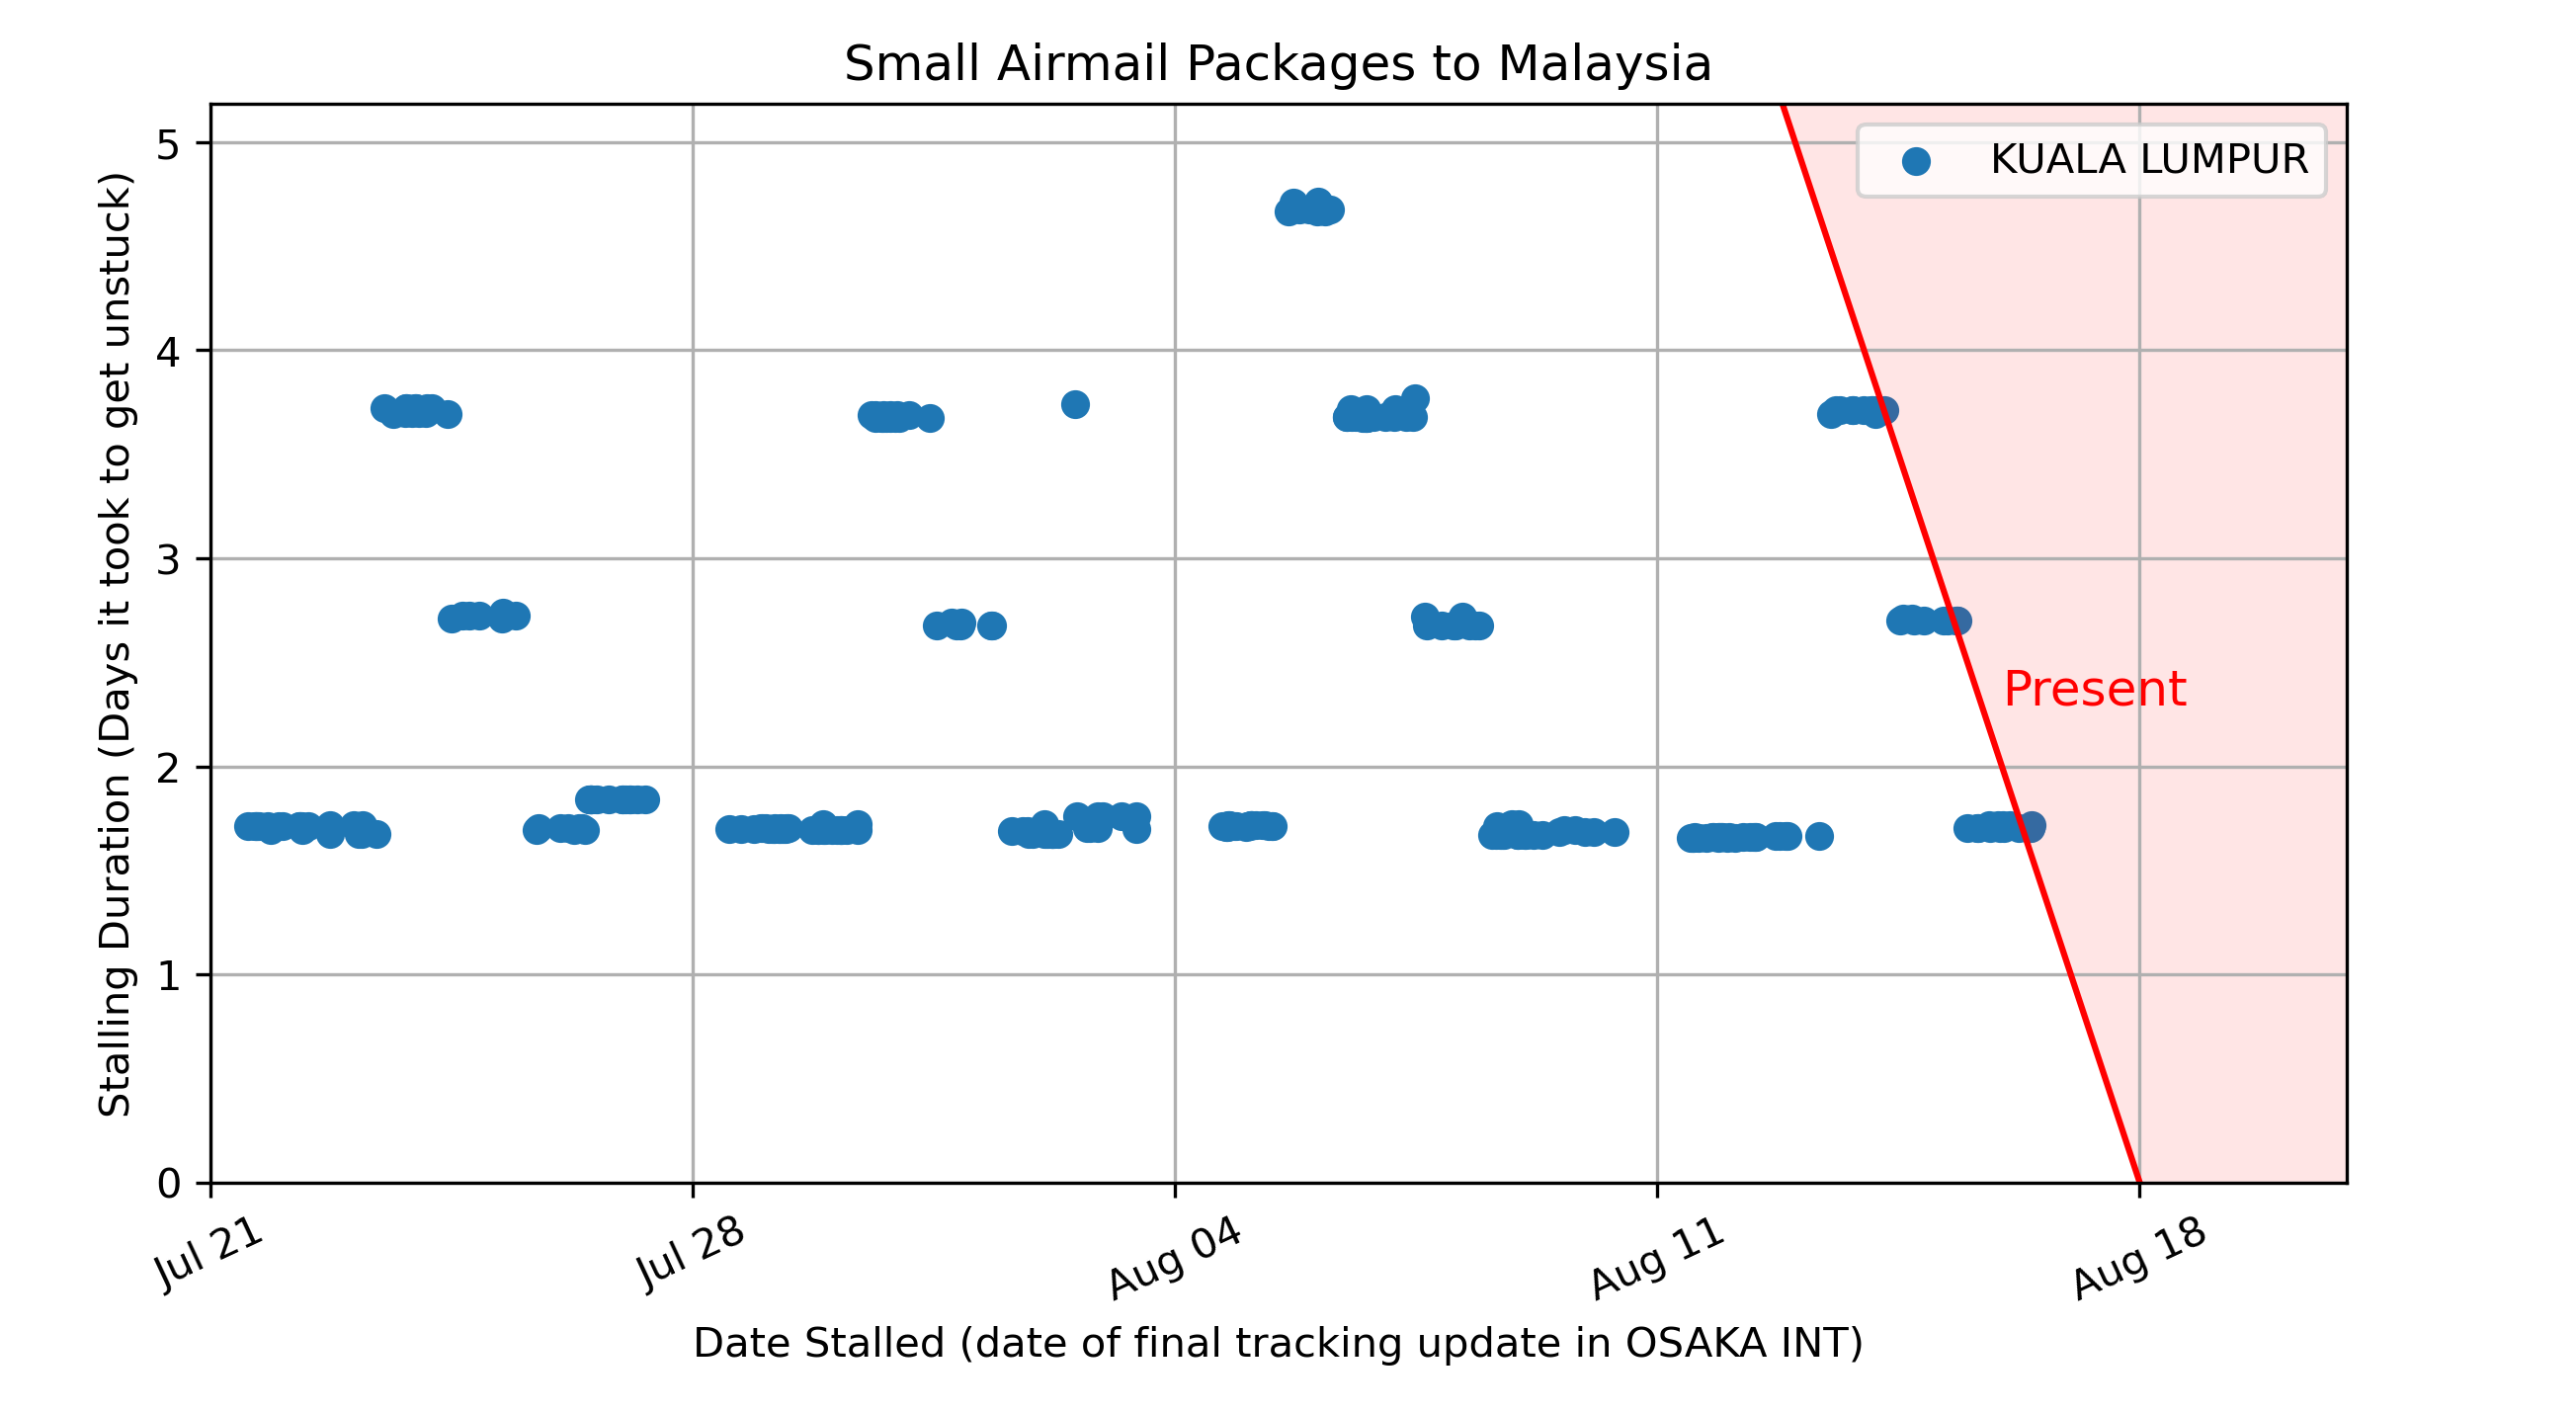 Small Airmail Packages to Malaysia
Stalling Duration (Days it took to get unstuck)
5
4
3
2
1
0
KUALA LUMPUR
Present
Jul 21
Jul 28
Aug 04
Aug 11
Aug 18
Date Stalled (date of final tracking update in OSAKA INT)